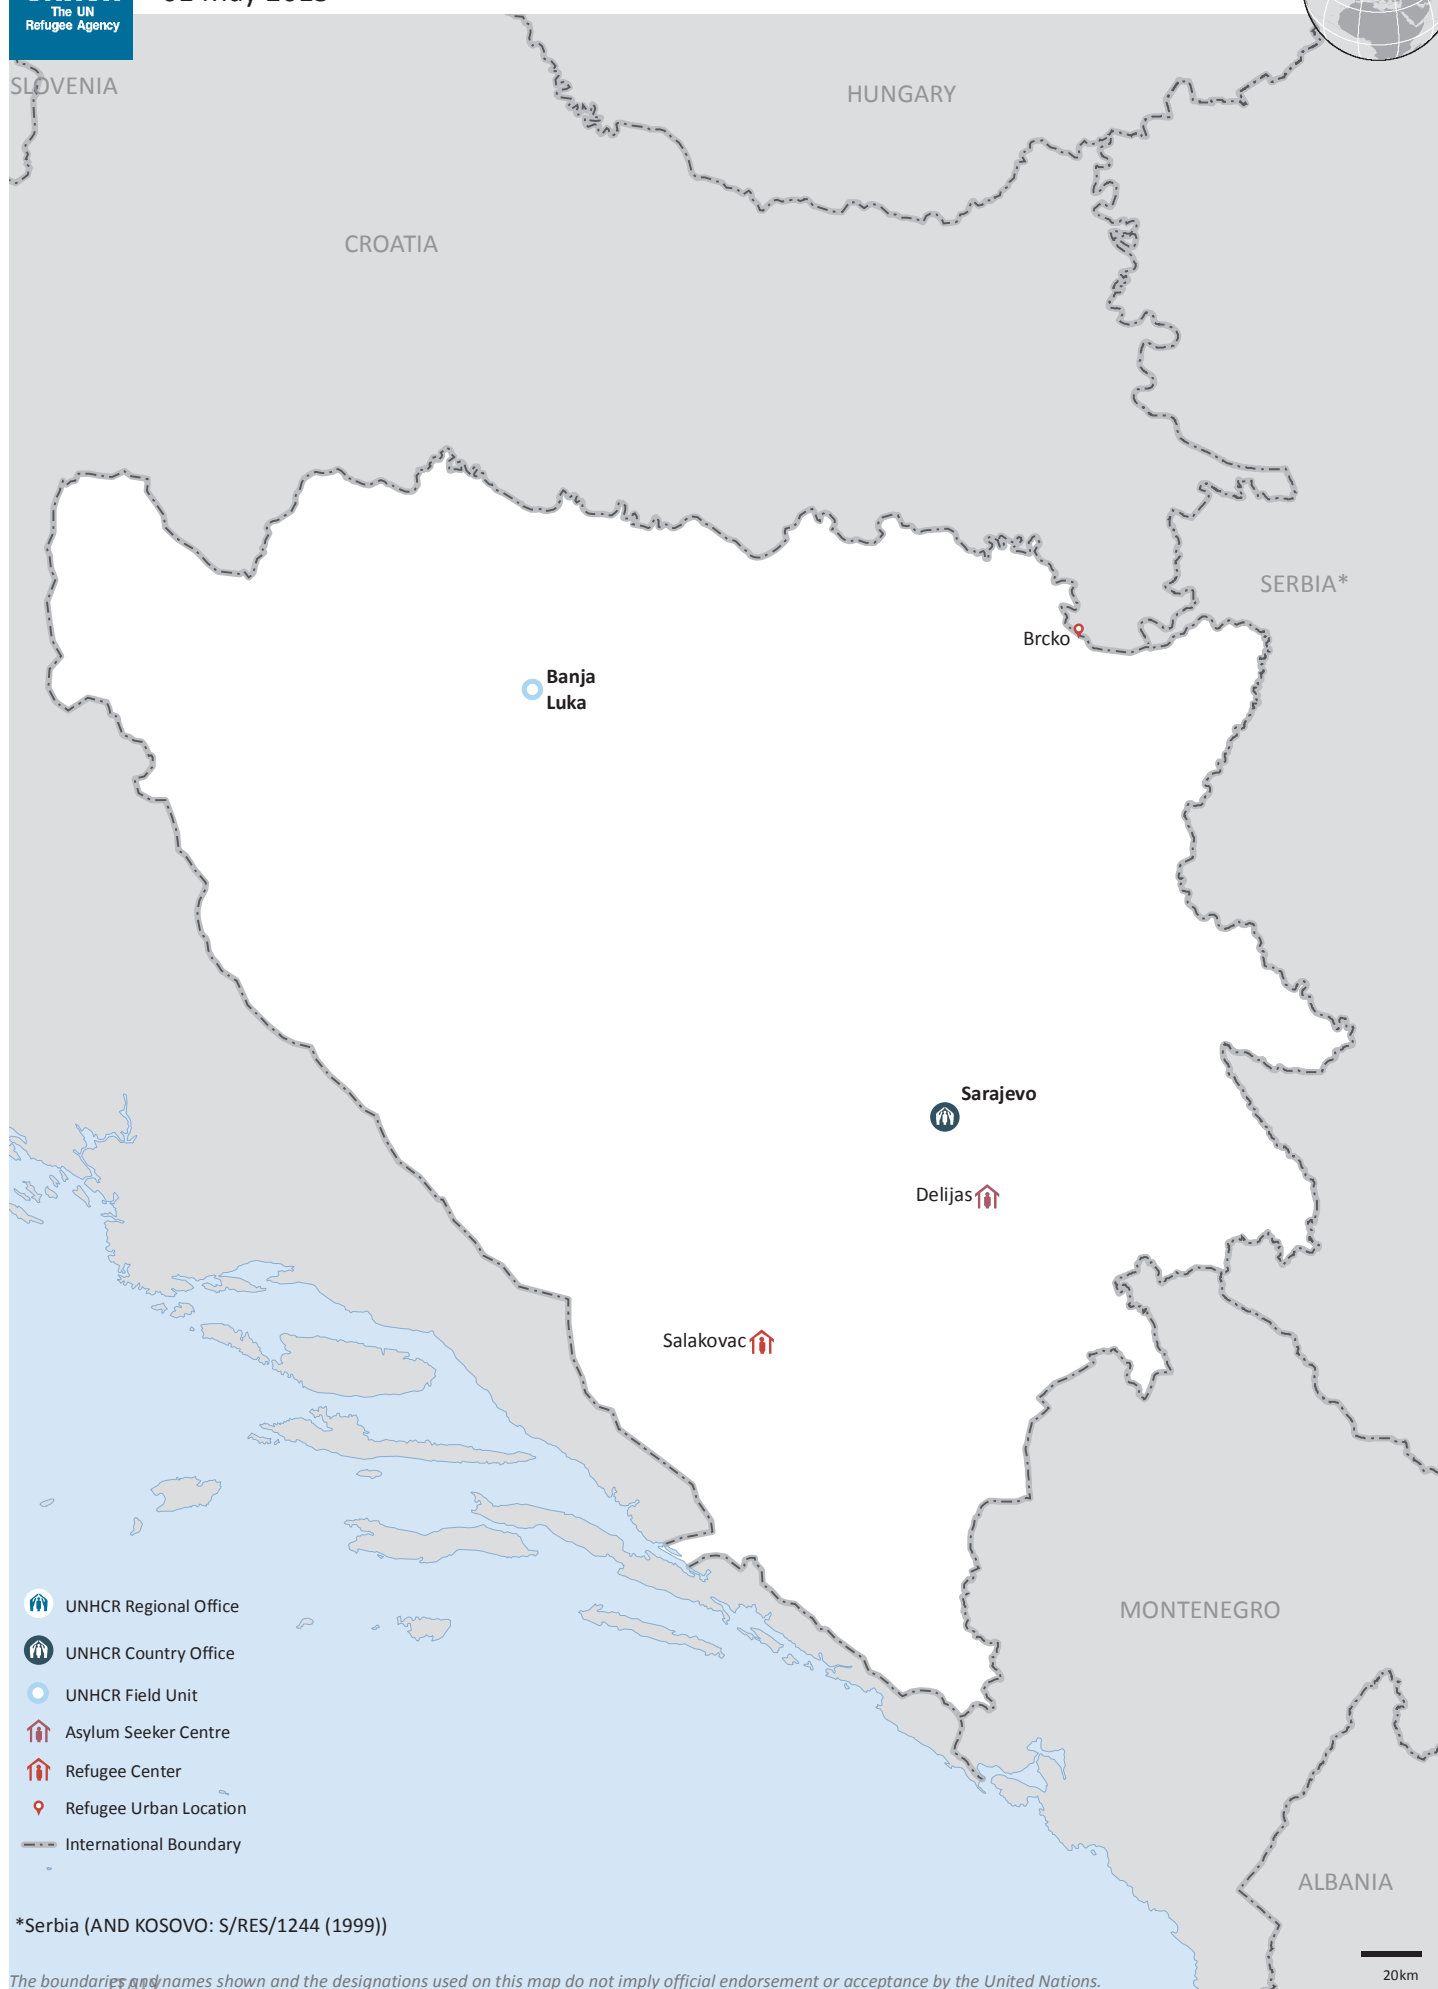 The UN
Refugee Agency
SLOVENIA
HUNGARY
CROATIA
SERBIA*
Brcko
Banja
Luka
Sarajevo
Delijas
Salakovac
UNHCR Regional Office
UNHCR Country Office
MONTENEGRO
UNHCR Field Unit
Asylum Seeker Centre
Refugee Center
Refugee Urban Location
International Boundary
ALBANIA
*Serbia (AND KOSOVO: S/RES/1244 (1999))
20km
The boundaries and names shown and the designations used on this map do not imply official endorsement or acceptance by the United Nations.